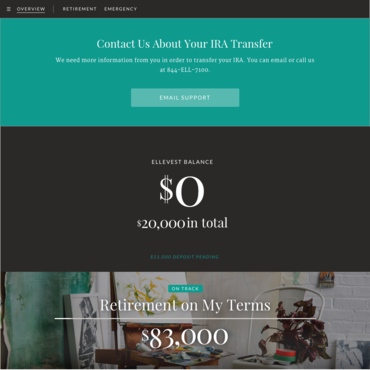 OVERVIEW RETIREMENT EMERGENCY
Contact Us About Your IRA Transfer
We need more information from you in order to transfer your IRA. You can email or call us
at 844-ELL-7100.
EMAIL SUPPORT
ELLEVEST BALANCE
$0
$20,000 in total
$15,000 DEPOSIT PENDING
ON TRACK
Retirement on My Terms
$83,000